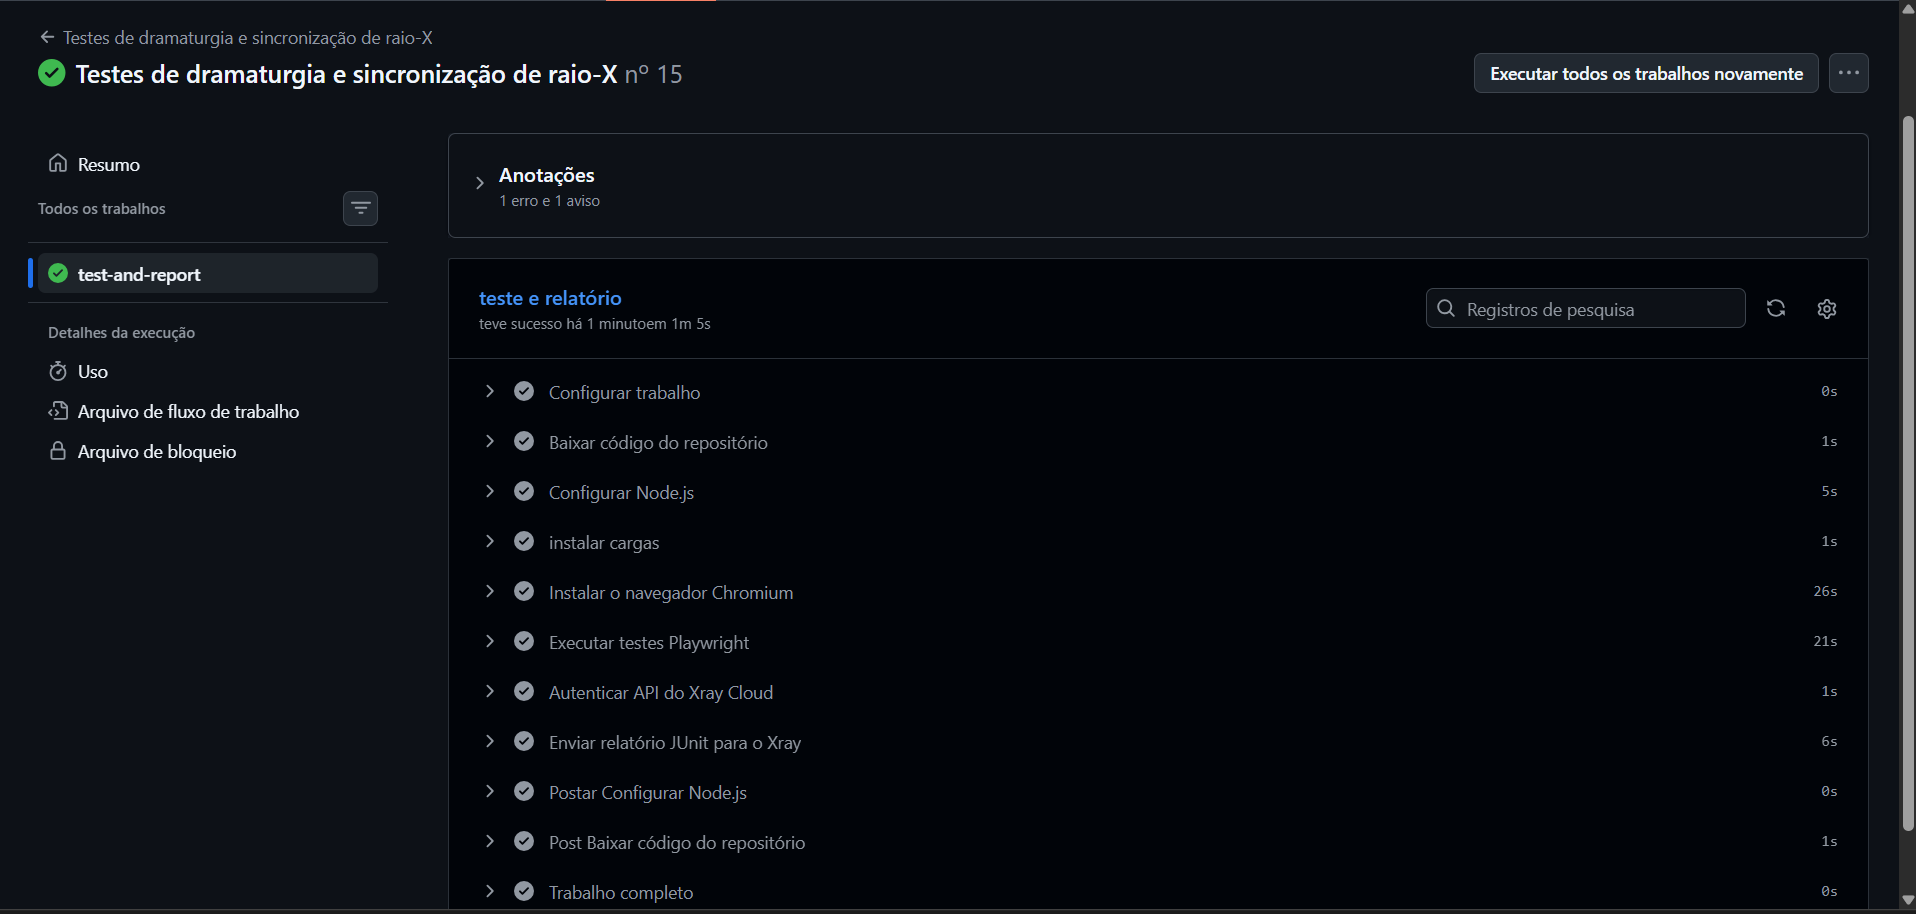 Testes de dramaturgia e sincronização de raio-X
Testes de dramaturgia e sincronização de raio-X nº 15
Executar todos os trabalhos novamente
Resumo
Todos os trabalhos
test-and-report
Detalhes da execução
Uso
Arquivo de fluxo de trabalho
Arquivo de bloqueio
Anotações
1 erro e 1 aviso
teste e relatório
teve sucesso há 1 minutoem 1m 5s
Registros de pesquisa
Configurar trabalho 0s
Baixar código do repositório 1s
Configurar Node.js 5s
instalar cargas 1s
Instalar o navegador Chromium 26s
Executar testes Playwright 21s
Autenticar API do Xray Cloud 1s
Enviar relatório JUnit para o Xray 6s
Postar Configurar Node.js 0s
Post Baixar código do repositório 1s
Trabalho completo 0s